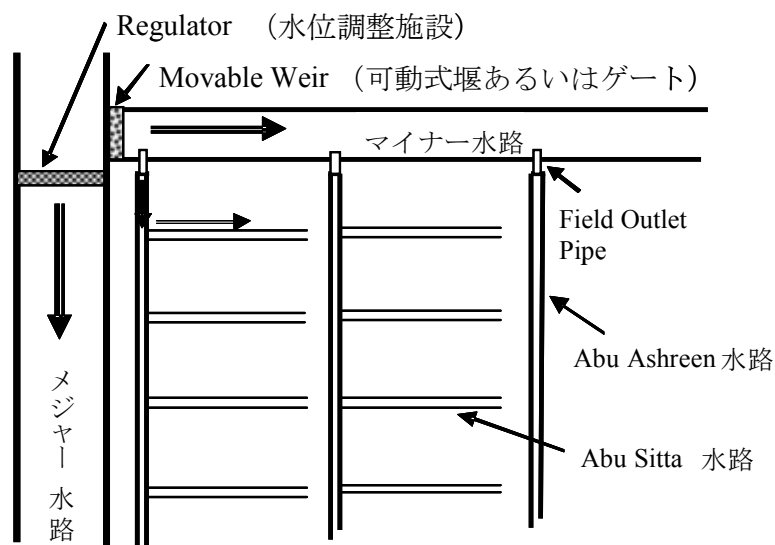 Regulator （水位調整施設）
Movable Weir （可動式堰あるいはゲート）
マイナー水路
Field Outlet
Pipe
Abu Ashreen 水路
Abu Sitta 水路
メジャー 水路